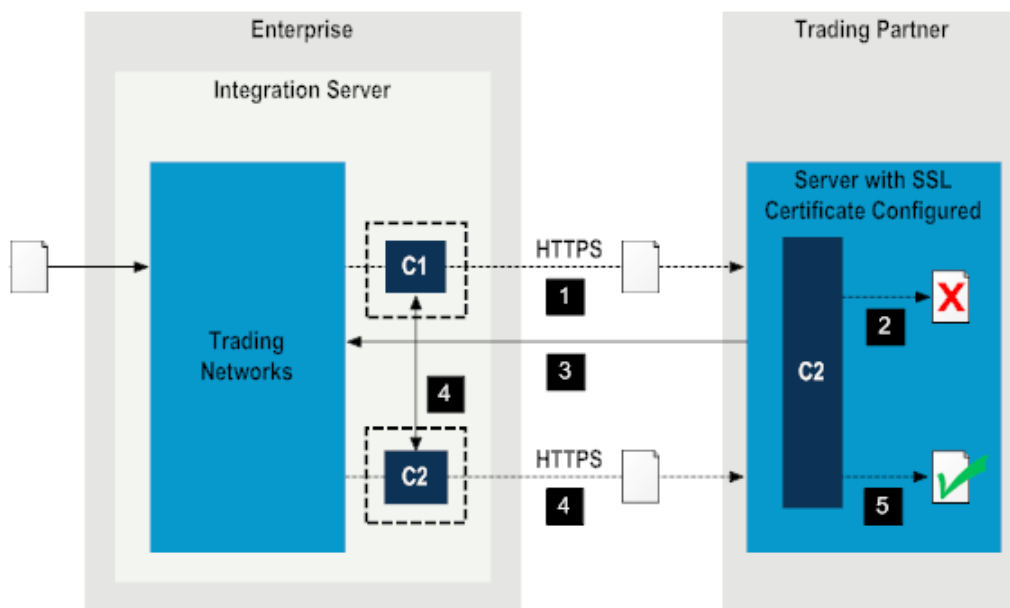 Enterprise
Trading Partner
Integration Server
Server with SSL
Certificate Configured
C1
HTTPS
1
X
2
Trading
Networks
3
C2
4
C2
HTTPS
4
5